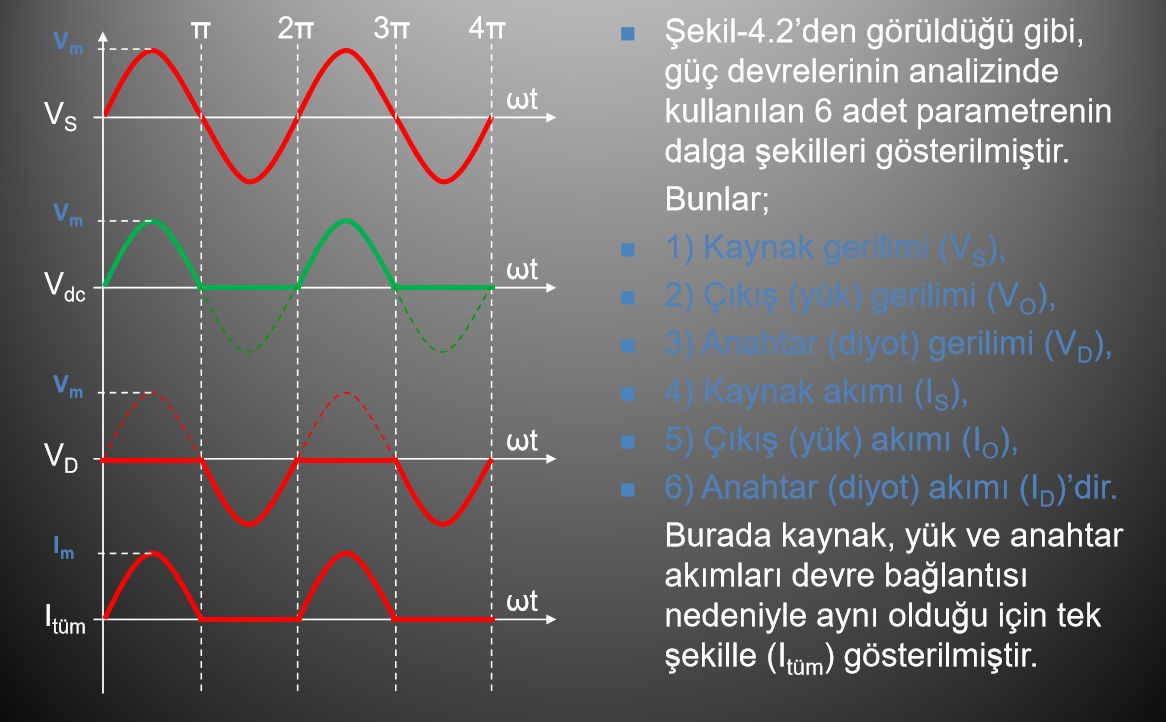 π 2π 3π 4π
Vm
VS
ωt
Vm
Vdc
ωt
Vm
VD
ωt
Im
Itüm
ωt
Şekil-4.2’den görüldüğü gibi,
güç devrelerinin analizinde
kullanılan 6 adet parametrenin
dalga şekilleri gösterilmiştir.
Bunlar;
1) Kaynak gerilimi (VS),
2) Çıkış (yük) gerilimi (VO),
3) Anahtar (diyot) gerilimi (VD),
4) Kaynak akımı (IS),
5) Çıkış (yük) akımı (IO),
6) Anahtar (diyot) akımı (ID)’dir.
Burada kaynak, yük ve anahtar
akımları devre bağlantısı
nedeniyle aynı olduğu için tek
şekille (Itüm) gösterilmiştir.